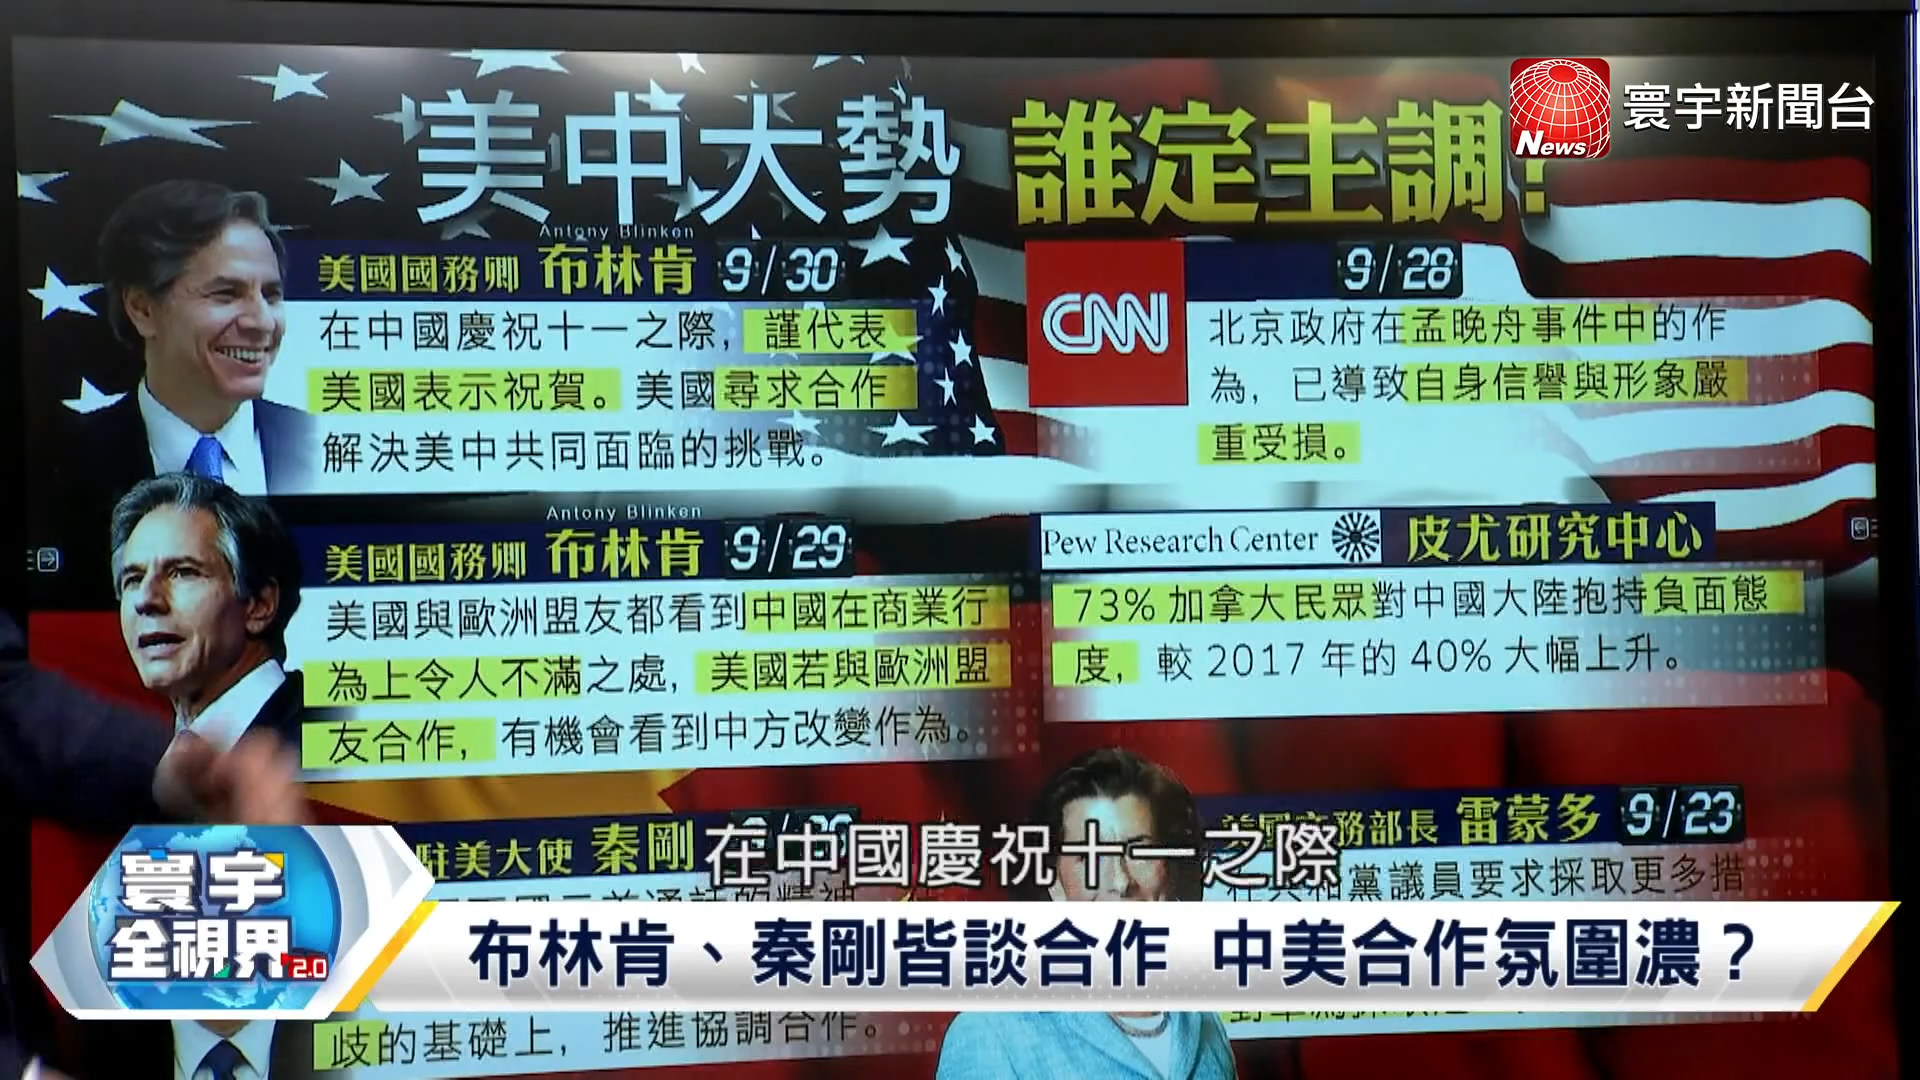 美中大勢 誰定主調?
News 寰宇新聞台
Antony Blinken
美國國務卿 布林肯 9/30
在中國慶祝十一之際, 謹代表
美國表示祝賀。美國尋求合作
解決美中共同面臨的挑戰。
CNN
9/28
北京政府在孟晚舟事件中的作
為, 已導致自身信譽與形象嚴
重受損。
Antony Blinken
美國國務卿 布林肯 9/29
美國與歐洲盟友都看到中國在商業行
為上令人不滿之處, 美國若與歐洲盟
友合作, 有機會看到中方改變作為。
Pew Research Center 皮尤研究中心
73% 加拿大民眾對中國大陸抱持負面態
度, 較 2017 年的 40% 大幅上升。
駐美大使 秦剛
務部長 雷蒙多 9/23
黨議員要求採取更多措
歧的基礎上, 推進協調合作。
在中國慶祝十一之際
寰宇
全視界2.0
布林肯、秦剛皆談合作 中美合作氛圍濃?